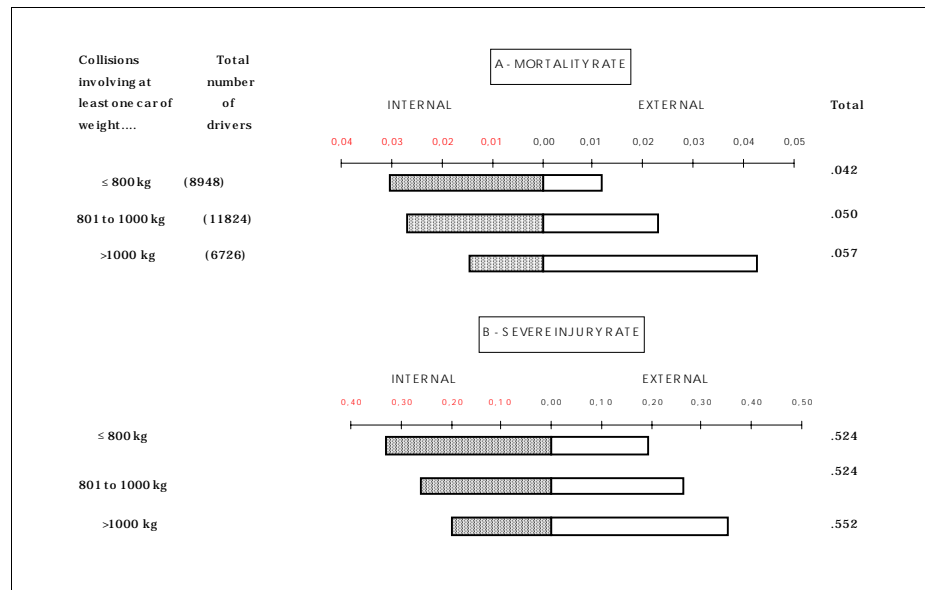 Collisions involving at least one car of weight....
Total number of drivers
A - MORTALITY RATE
INTERNAL EXTERNAL Total
0,04 0,03 0,02 0,01 0,00 0,01 0,02 0,03 0,04 0,05
≤ 800 kg (8948) .042
801 to 1000 kg (11824) .050
>1000 kg (6726) .057
B - SEVERE INJURY RATE
INTERNAL EXTERNAL
0,40 0,30 0,20 0,10 0,00 0,10 0,20 0,30 0,40 0,50
≤ 800 kg .524
801 to 1000 kg .524
>1000 kg .552